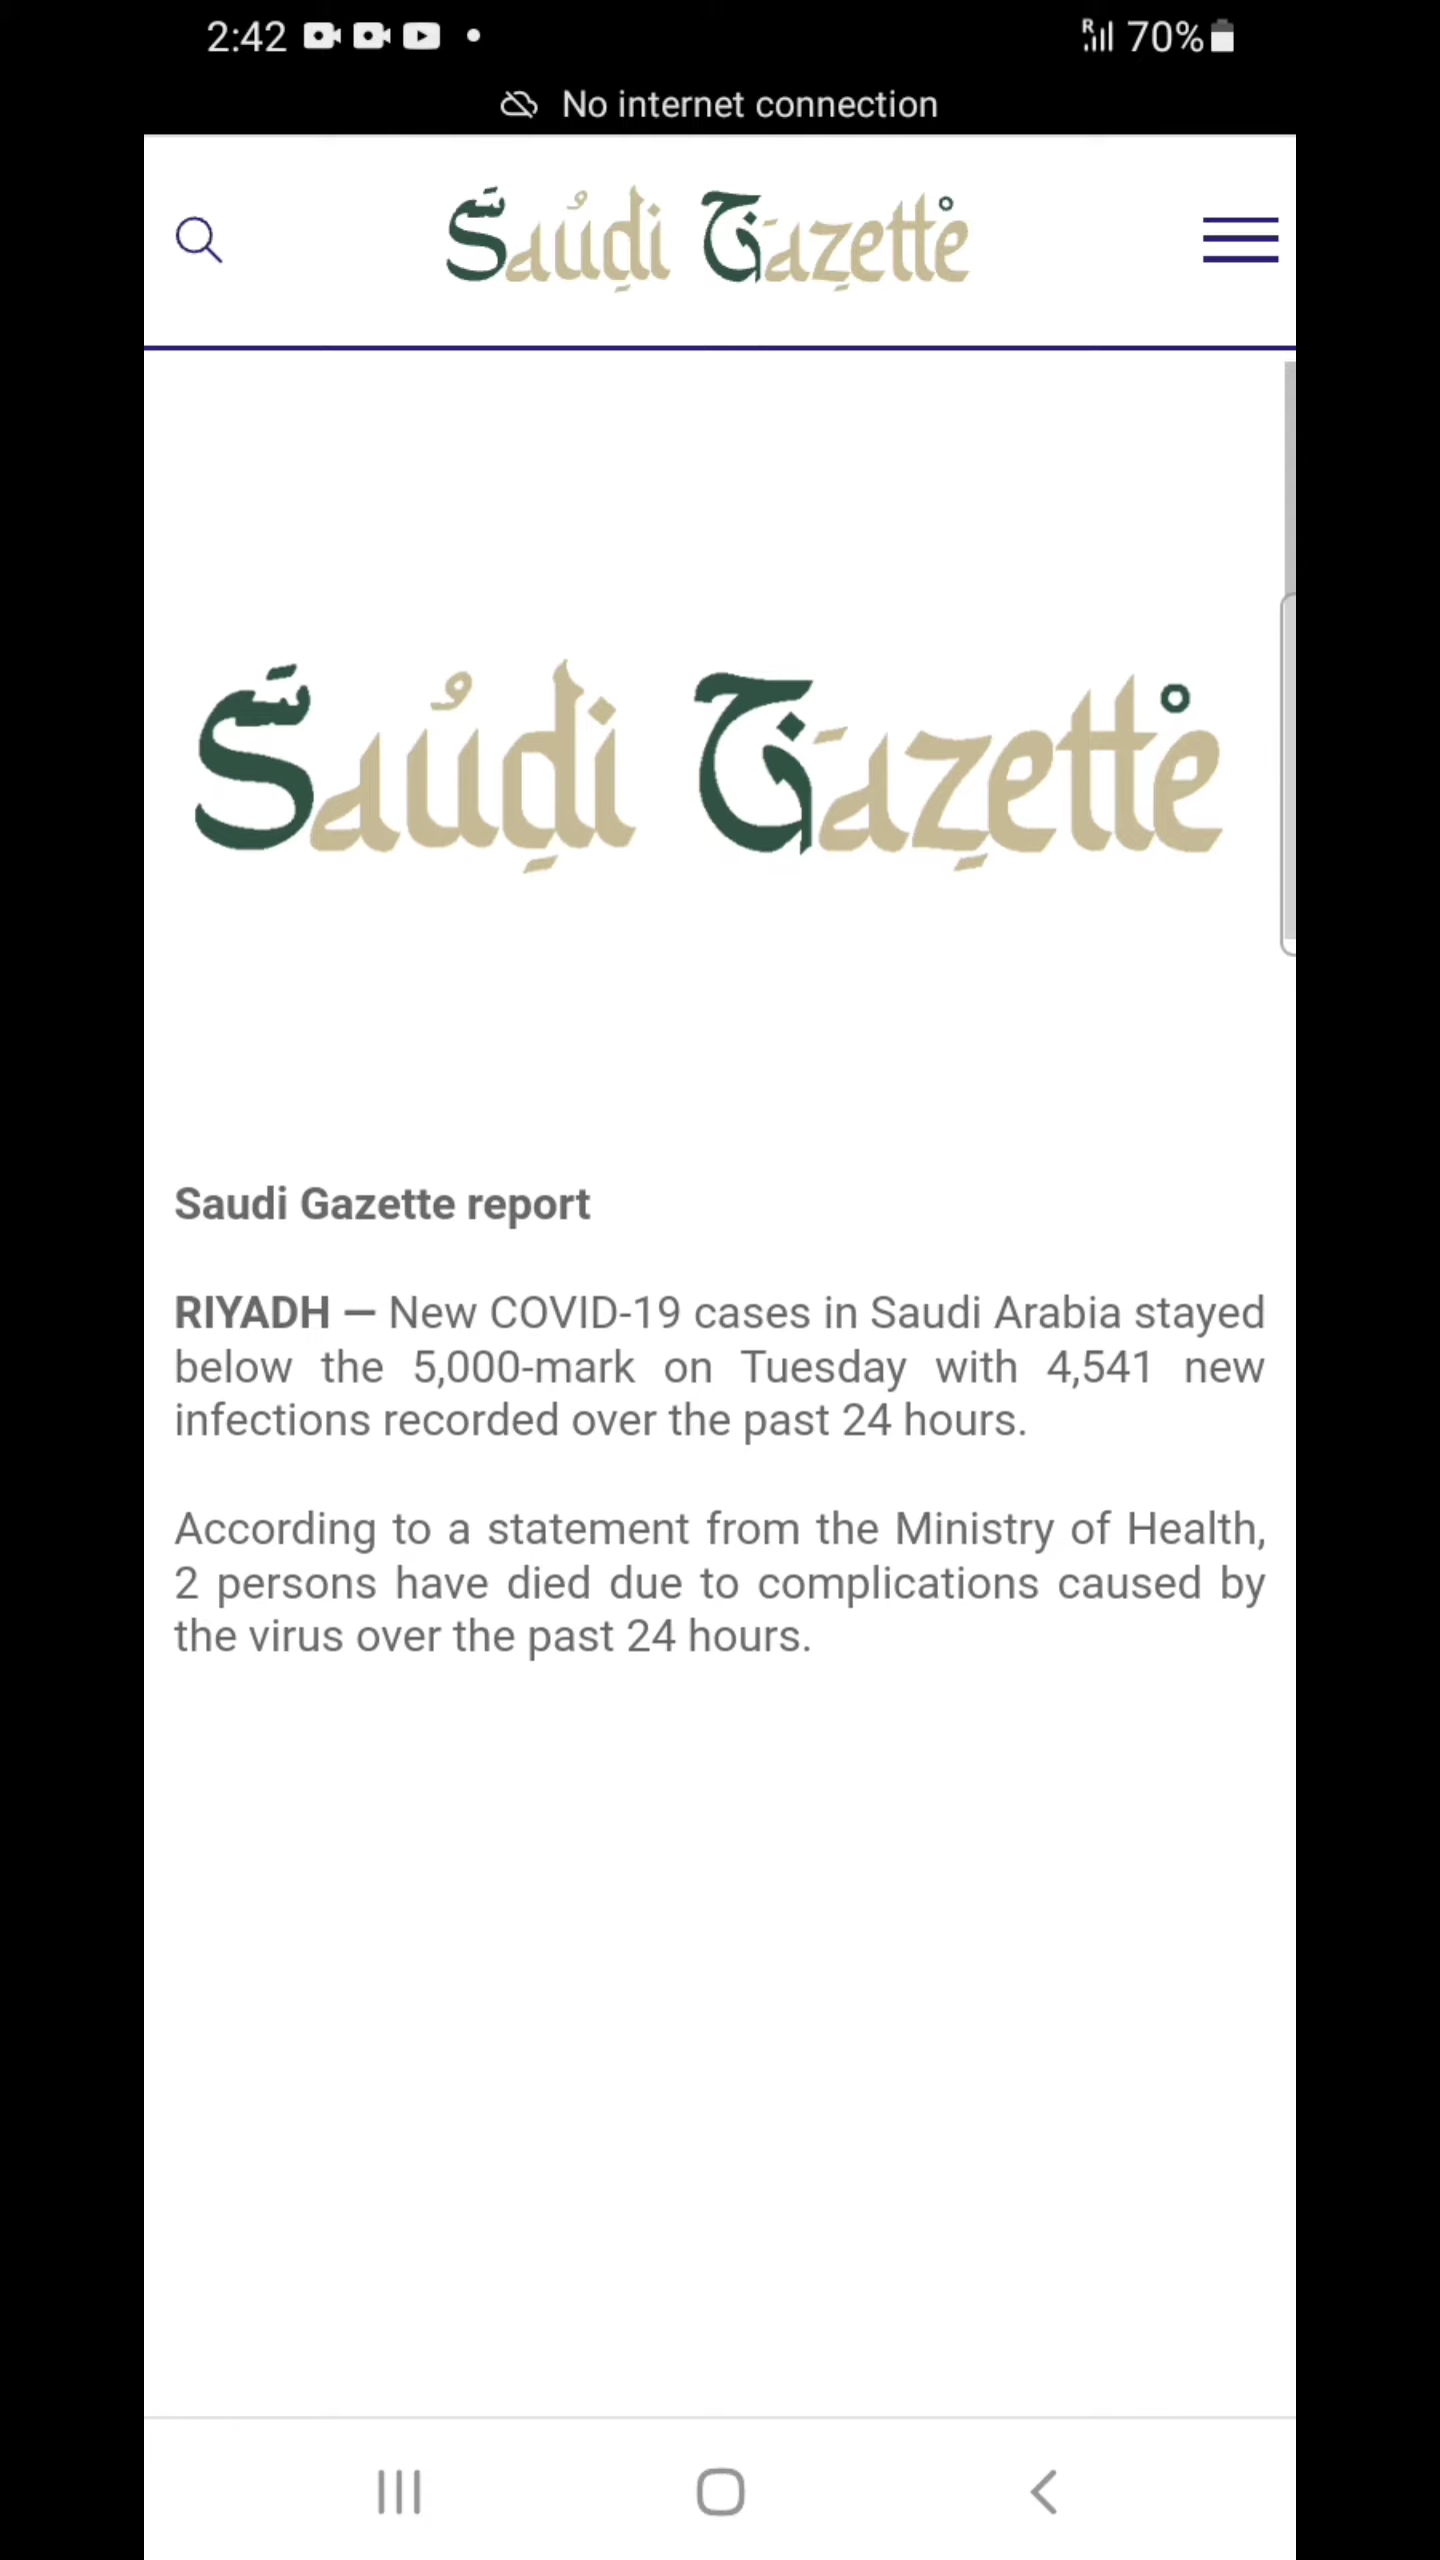 2:42
70%
No internet connection
Saudi Gazette
Saudi Gazette
Saudi Gazette report
RIYADH — New COVID-19 cases in Saudi Arabia stayed
below the 5,000-mark on Tuesday with 4,541 new
infections recorded over the past 24 hours.
According to a statement from the Ministry of Health,
2 persons have died due to complications caused by
the virus over the past 24 hours.